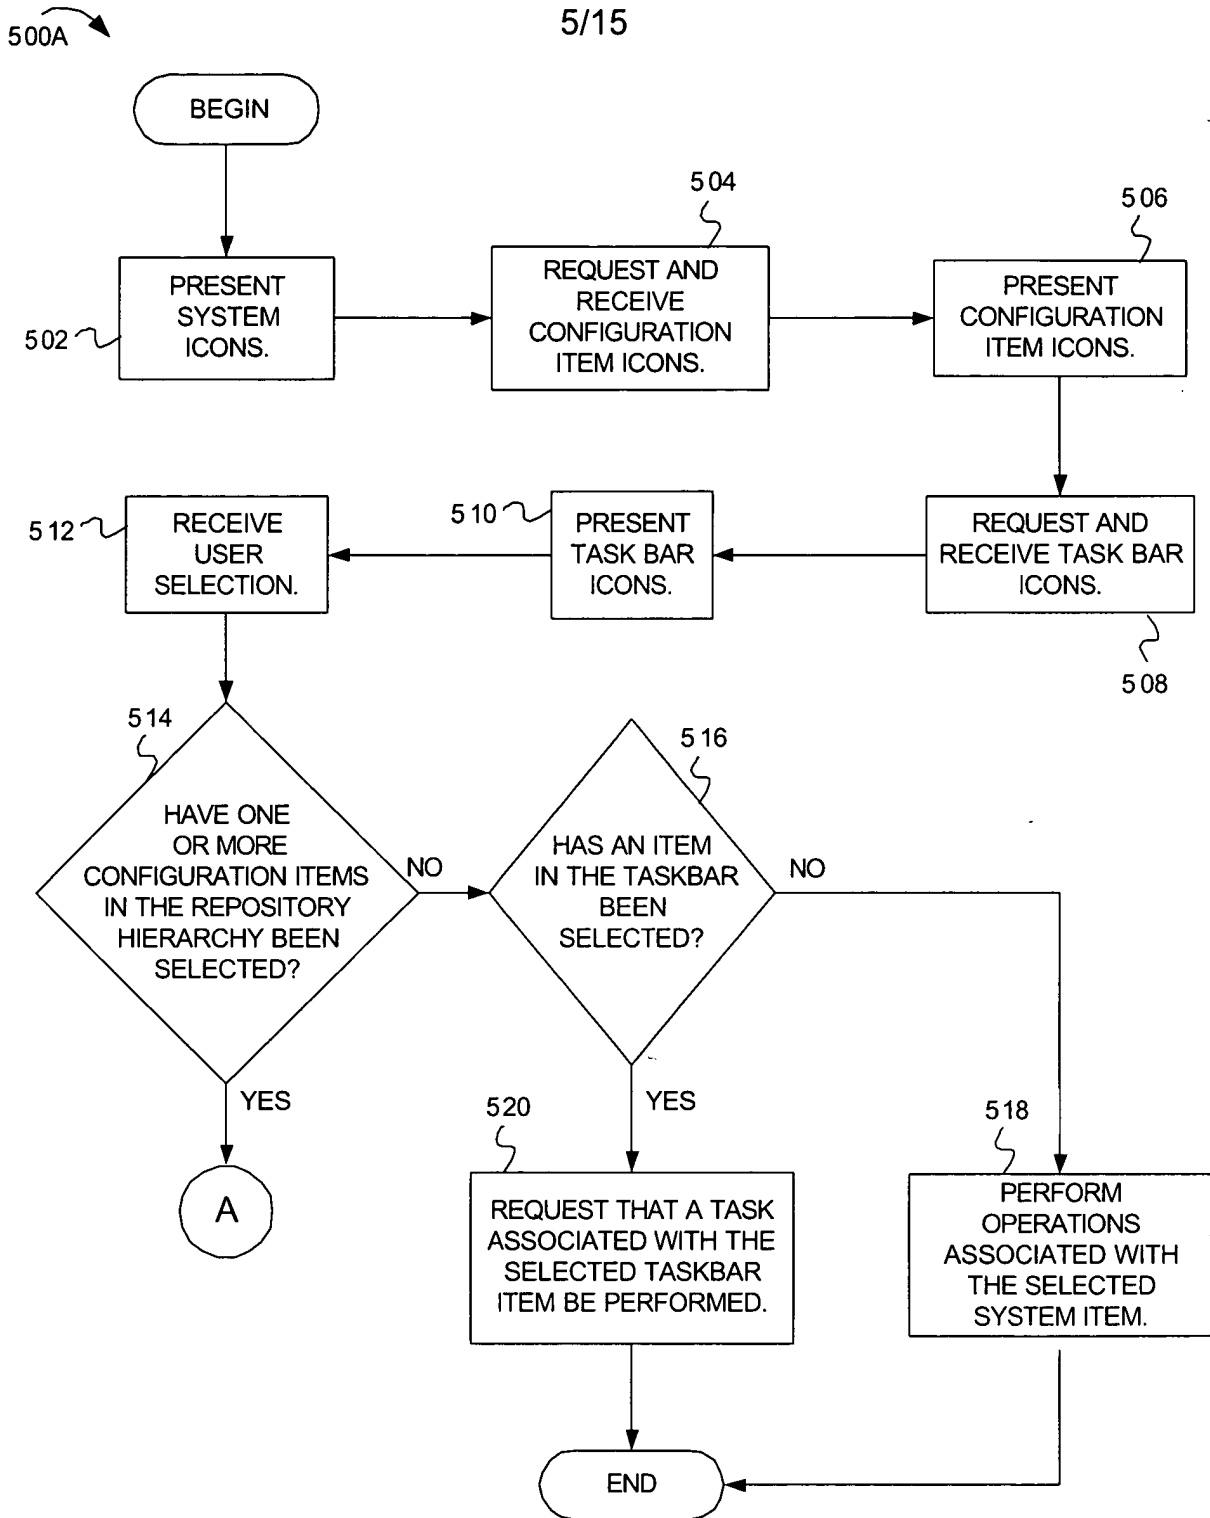 500A
5/15
BEGIN
504
506
PRESENT
SYSTEM
ICONS.
502
REQUEST AND
RECEIVE
CONFIGURATION
ITEM ICONS.
PRESENT
CONFIGURATION
ITEM ICONS.
512
RECEIVE
USER
SELECTION.
510
PRESENT
TASK BAR
ICONS.
REQUEST AND
RECEIVE TASK BAR
ICONS.
508
514
HAVE ONE
OR MORE
CONFIGURATION ITEMS
IN THE REPOSITORY
HIERARCHY BEEN
SELECTED?
NO
516
HAS AN ITEM
IN THE TASKBAR
BEEN
SELECTED?
NO
YES
A
YES
520
REQUEST THAT A TASK
ASSOCIATED WITH THE
SELECTED TASKBAR
ITEM BE PERFORMED.
518
PERFORM
OPERATIONS
ASSOCIATED WITH
THE SELECTED
SYSTEM ITEM.
END